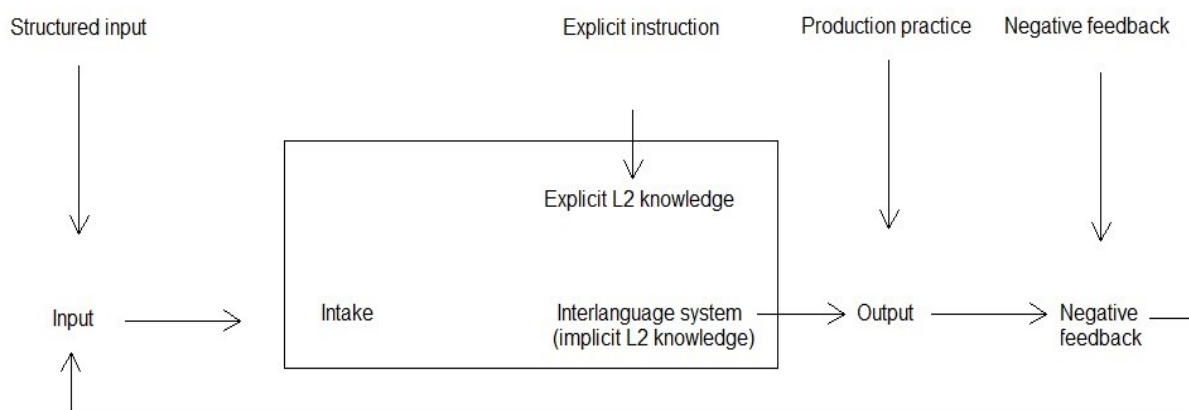 Structured input
Explicit instruction
Production practice
Negative feedback
Explicit L2 knowledge
Input
Intake
Interlanguage system
(implicit L2 knowledge)
Output
Negative
feedback